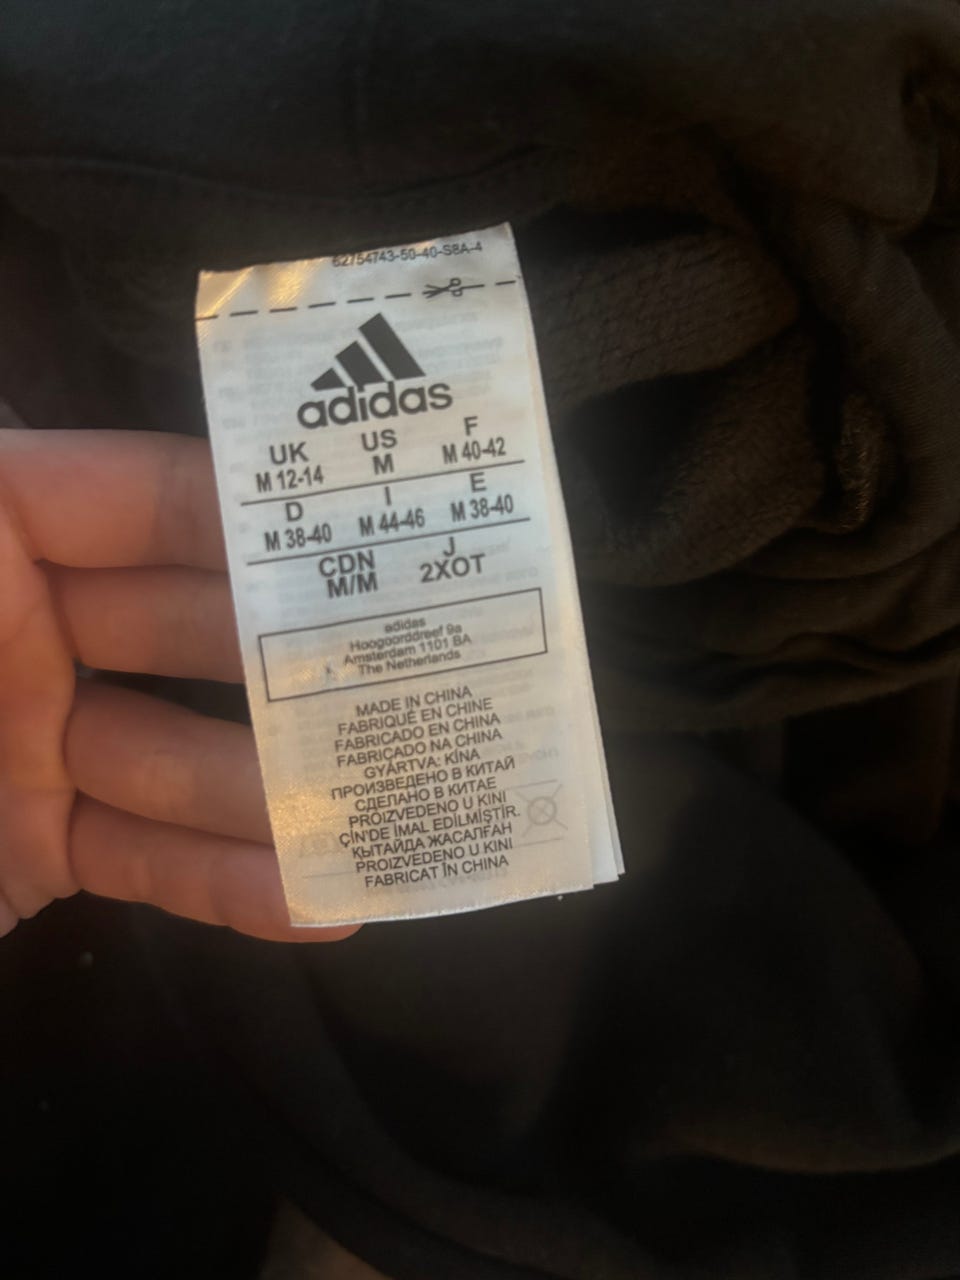 62754743-50-40-S8A-4
adidas
UK US F
M 12-14 M M 40-42
D I E
M 38-40 M 44-46 M 38-40
CDN J
M/M 2XOT
adidas
Hoogoorddreef 9a
Amsterdam 1101 BA
The Netherlands
MADE IN CHINA
FABRIQUÉ EN CHINE
FABRICADO EN CHINA
FABRICADO NA CHINA
GYÁRTVA: KÍNA
ПРОИЗВЕДЕНО В КИТАЙ
СДЕЛАНО В КИТАЕ
PROIZVEDENO U KINI
ÇİN'DE İMAL EDİLMİŞTİR.
ҚЫТАЙДА ЖАСАЛҒАН
PROIZVEDENO U KINI
FABRICAT ÎN CHINA